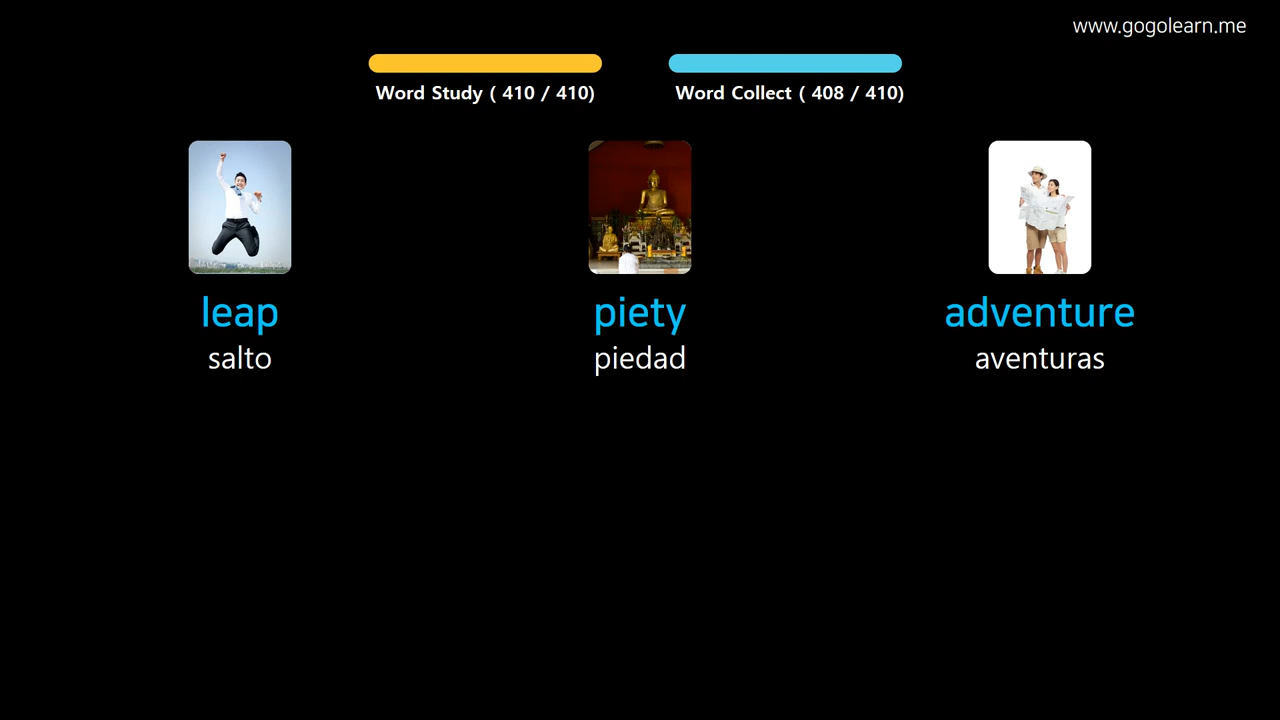 www.gogolearn.me
Word Study ( 410 / 410)
Word Collect ( 408 / 410)
leap
piety
adventure
salto
piedad
aventuras